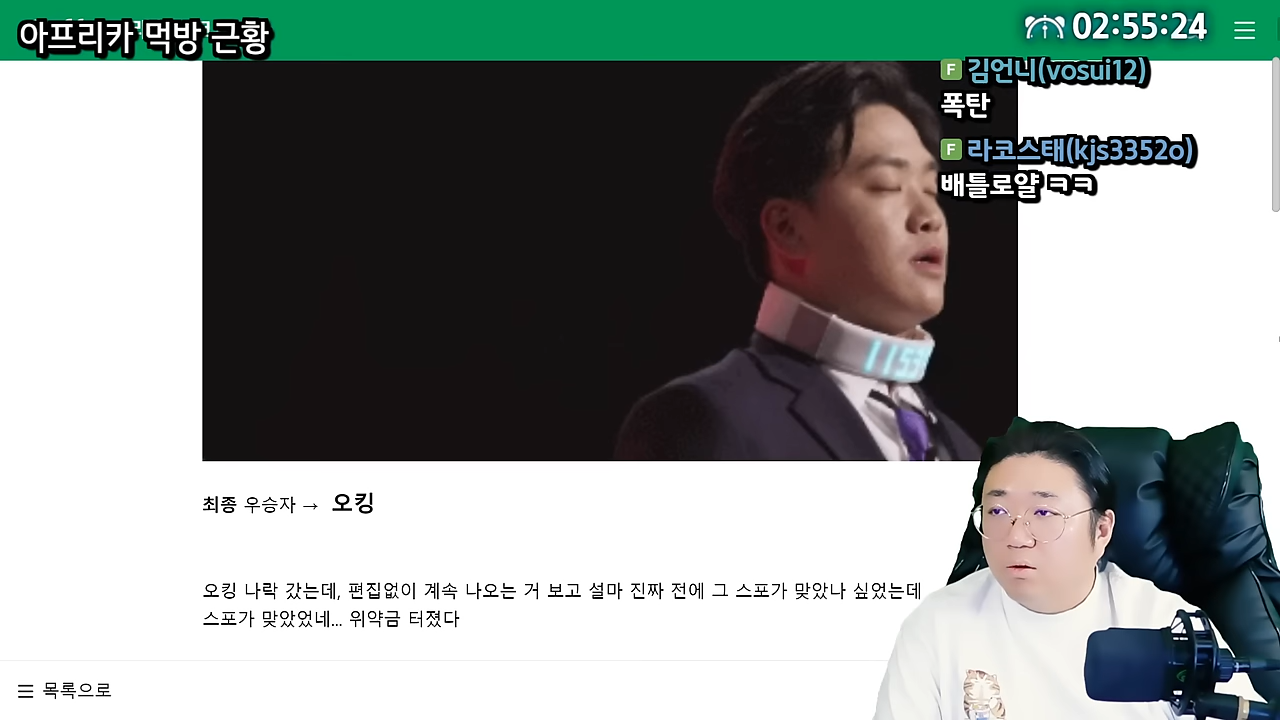 아프리카 먹방 근황
02:55:24
F 김언니(vosui12)
폭탄
F 라코스태(kjs3352o)
배틀로얄 ㅋㅋ
1153
최종 우승자 → 오킹
오킹 나락 갔는데, 편집없이 계속 나오는 거 보고 설마 진짜 전에 그 스포가 맞았나 싶었는데
스포가 맞았었네... 위약금 터졌다
목록으로